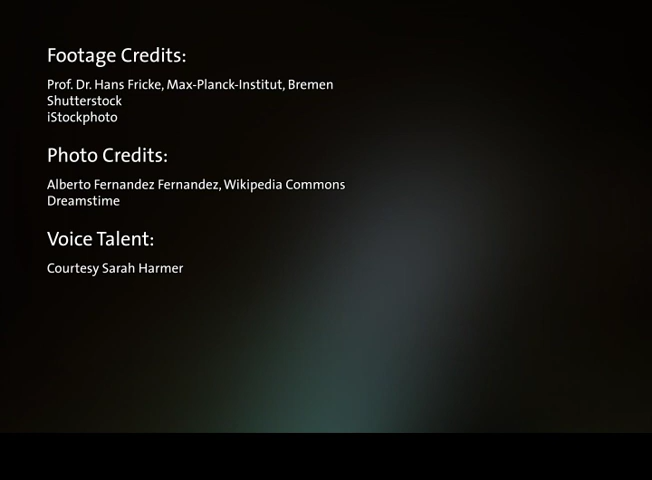 Footage Credits:
Prof. Dr. Hans Fricke, Max-Planck-Institut, Bremen
Shutterstock
iStockphoto
Photo Credits:
Alberto Fernandez Fernandez, Wikipedia Commons
Dreamstime
Voice Talent:
Courtesy Sarah Harmer